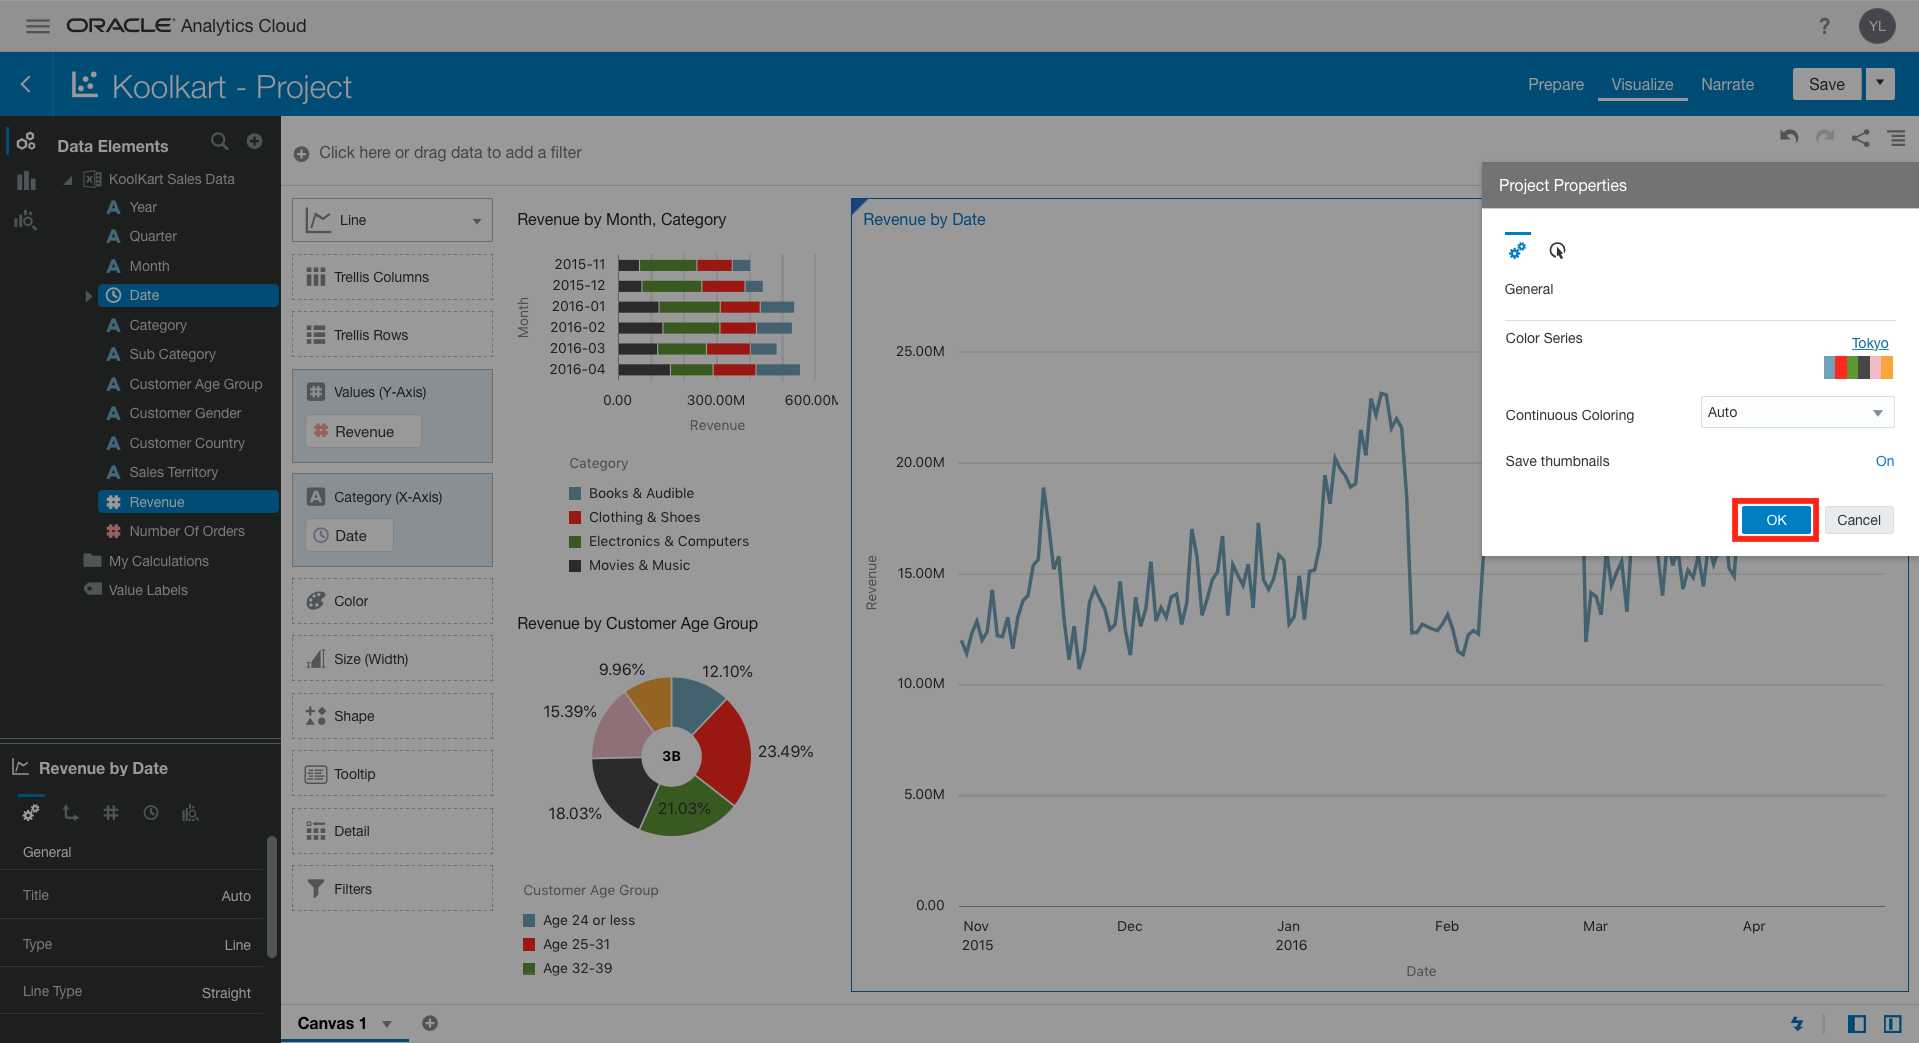 ORACLE Analytics Cloud
?
YL
Koolkart - Project
Prepare
Visualize
Narrate
Save
Data Elements
KoolKart Sales Data
A Year
A Quarter
A Month
Date
A Category
A Sub Category
A Customer Age Group
A Customer Gender
A Customer Country
A Sales Territory
# Revenue
# Number Of Orders
My Calculations
Value Labels
Revenue by Date
General
Title
Auto
Type
Line
Line Type
Straight
Click here or drag data to add a filter
Line
Trellis Columns
Trellis Rows
# Values (Y-Axis)
# Revenue
A Category (X-Axis)
Date
Color
Size (Width)
Shape
Tooltip
Detail
Filters
Revenue by Month, Category
Month
2015-11
2015-12
2016-01
2016-02
2016-03
2016-04
0.00
300.00M
600.00M
Revenue
Category
Books & Audible
Clothing & Shoes
Electronics & Computers
Movies & Music
Revenue by Customer Age Group
9.96%
12.10%
15.39%
23.49%
3B
18.03%
21.03%
Customer Age Group
Age 24 or less
Age 25-31
Age 32-39
Revenue by Date
25.00M
20.00M
15.00M
10.00M
5.00M
0.00
Revenue
Nov
2015
Dec
Jan
2016
Feb
Mar
Apr
Date
Project Properties
General
Color Series
Tokyo
Continuous Coloring
Auto
Save thumbnails
On
OK
Cancel
Canvas 1